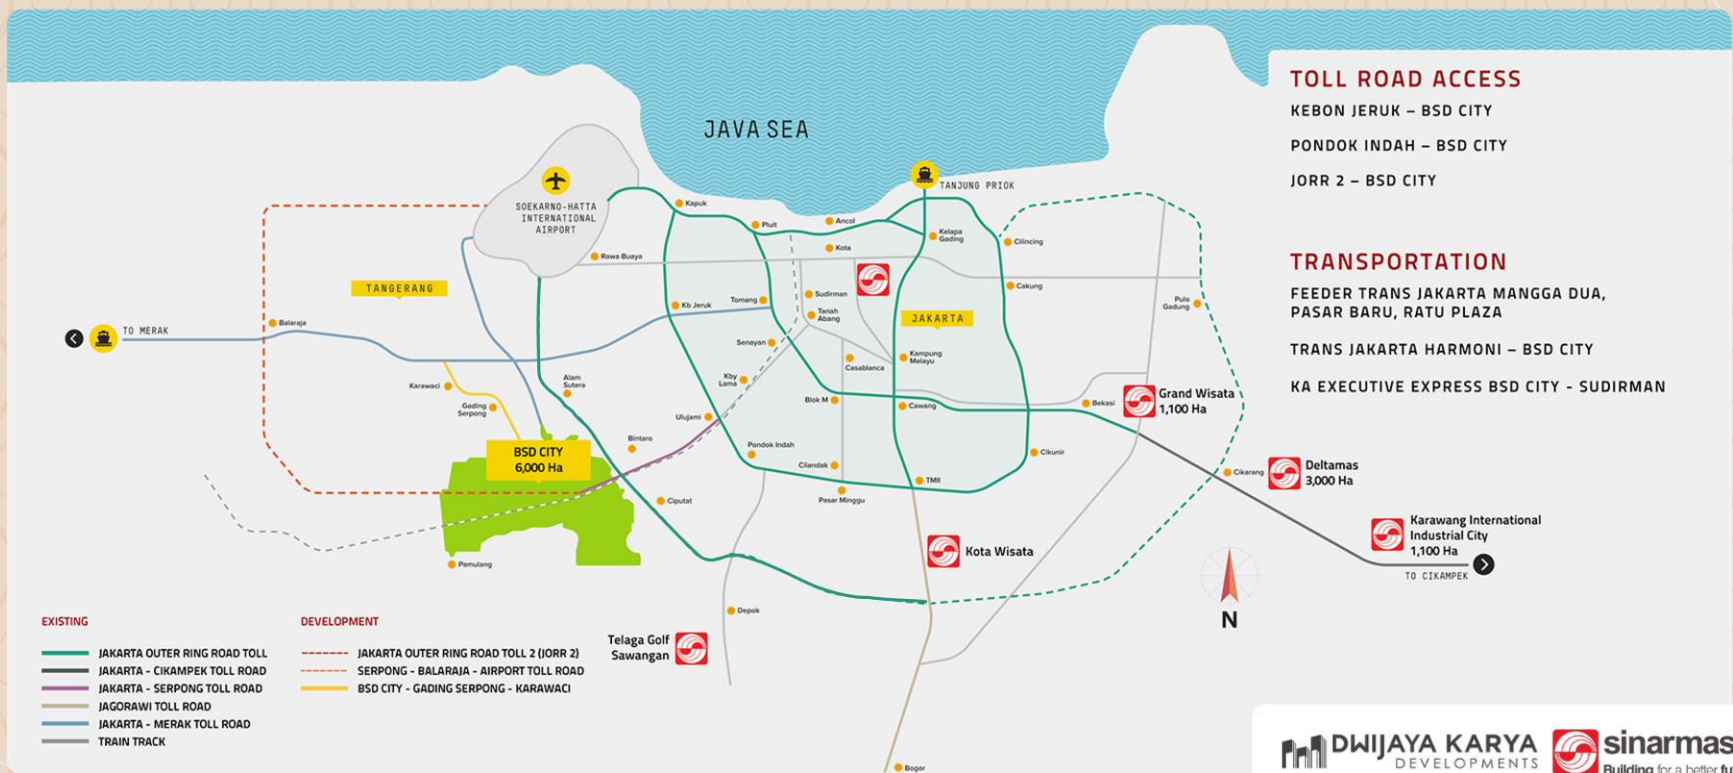 JAVA SEA
TOLL ROAD ACCESS
KEBON JERUK – BSD CITY
PONDOK INDAH – BSD CITY
JORR 2 – BSD CITY
TRANSPORTATION
FEEDER TRANS JAKARTA MANGGA DUA,
PASAR BARU, RATU PLAZA
TRANS JAKARTA HARMONI – BSD CITY
KA EXECUTIVE EXPRESS BSD CITY - SUDIRMAN
SOEKARNO-HATTA
INTERNATIONAL
AIRPORT
TANJUNG PRIOK
Kapuk
Pluit
Ancol
Kota
Kelapa
Gading
Cilincing
Rawa Buaya
TANGERANG
Balaraja
TO MERAK
Kb Jeruk
Tomang
Sudirman
Tanah
Abang
JAKARTA
Cakung
Pulo
Gadung
Senayan
Casablanca
Kampung
Melayu
Karawaci
Gading
Serpong
Alam
Sutera
Kby
Lama
Blok M
Cawang
Bekasi
Grand Wisata
1,100 Ha
Ulujami
Bintaro
BSD CITY
6,000 Ha
Pondok Indah
Cilandak
Cikunir
TMII
Pasar Minggu
Ciputat
Cikarang
Deltamas
3,000 Ha
Karawang International
Industrial City
1,100 Ha
TO CIKAMPEK
Pamulang
Kota Wisata
Depok
Telaga Golf
Sawangan
Bogor
N
EXISTING
JAKARTA OUTER RING ROAD TOLL
JAKARTA - CIKAMPEK TOLL ROAD
JAKARTA - SERPONG TOLL ROAD
JAGORAWI TOLL ROAD
JAKARTA - MERAK TOLL ROAD
TRAIN TRACK
DEVELOPMENT
JAKARTA OUTER RING ROAD TOLL 2 (JORR 2)
SERPONG - BALARAJA - AIRPORT TOLL ROAD
BSD CITY - GADING SERPONG - KARAWACI
DWIJAYA KARYA
DEVELOPMENTS
sinarmas
Building for a better fu